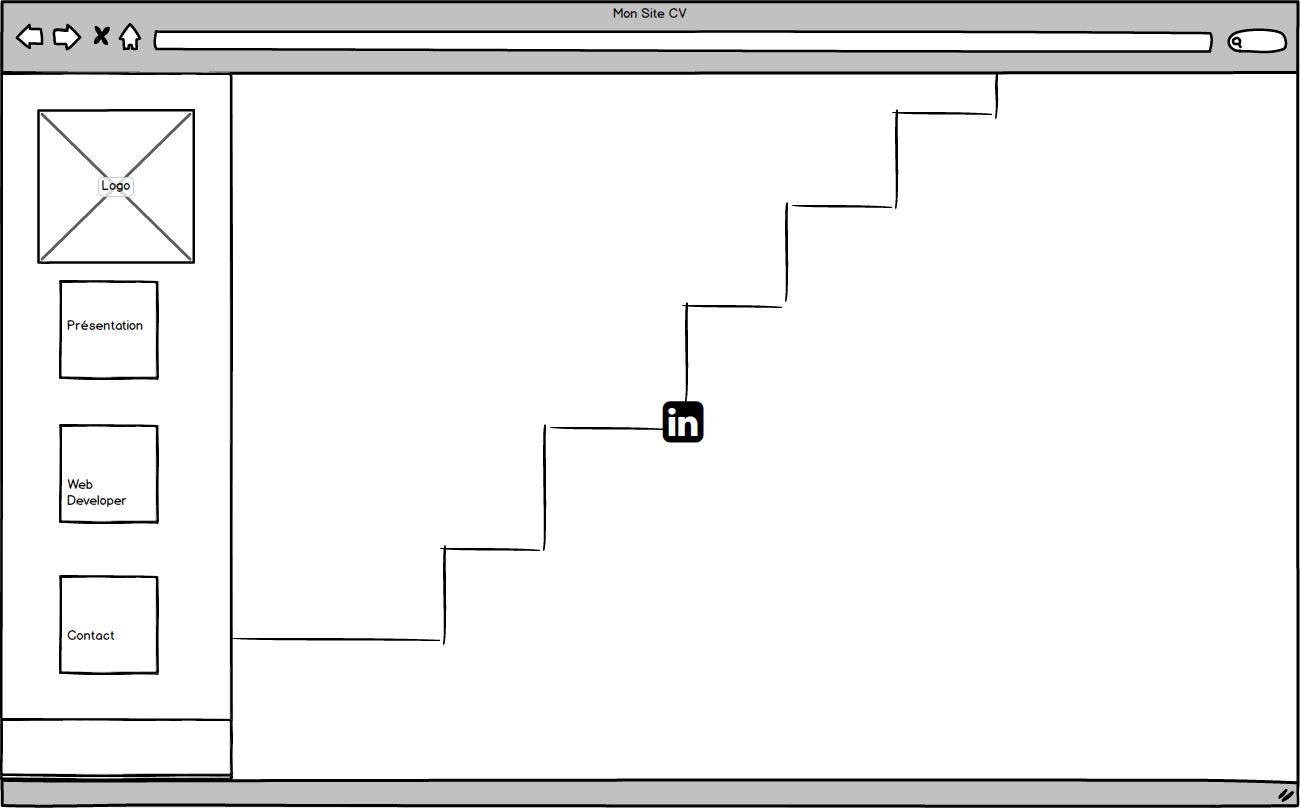 Mon Site CV
Logo
Présentation
Web
Developer
Contact
in